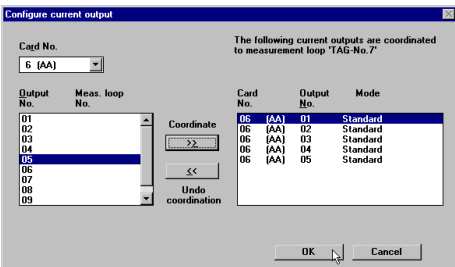 Configure current output
Card No.
6 (AA)
The following current outputs are coordinated
to measurement loop 'TAG-No.7'
Output No. Meas. loop No.
01
02
03
04
05
06
07
08
09
Coordinate
>>
<<
Undo
coordination
Card No. Output No. Mode
06 (AA) 01 Standard
06 (AA) 02 Standard
06 (AA) 03 Standard
06 (AA) 04 Standard
06 (AA) 05 Standard
OK Cancel